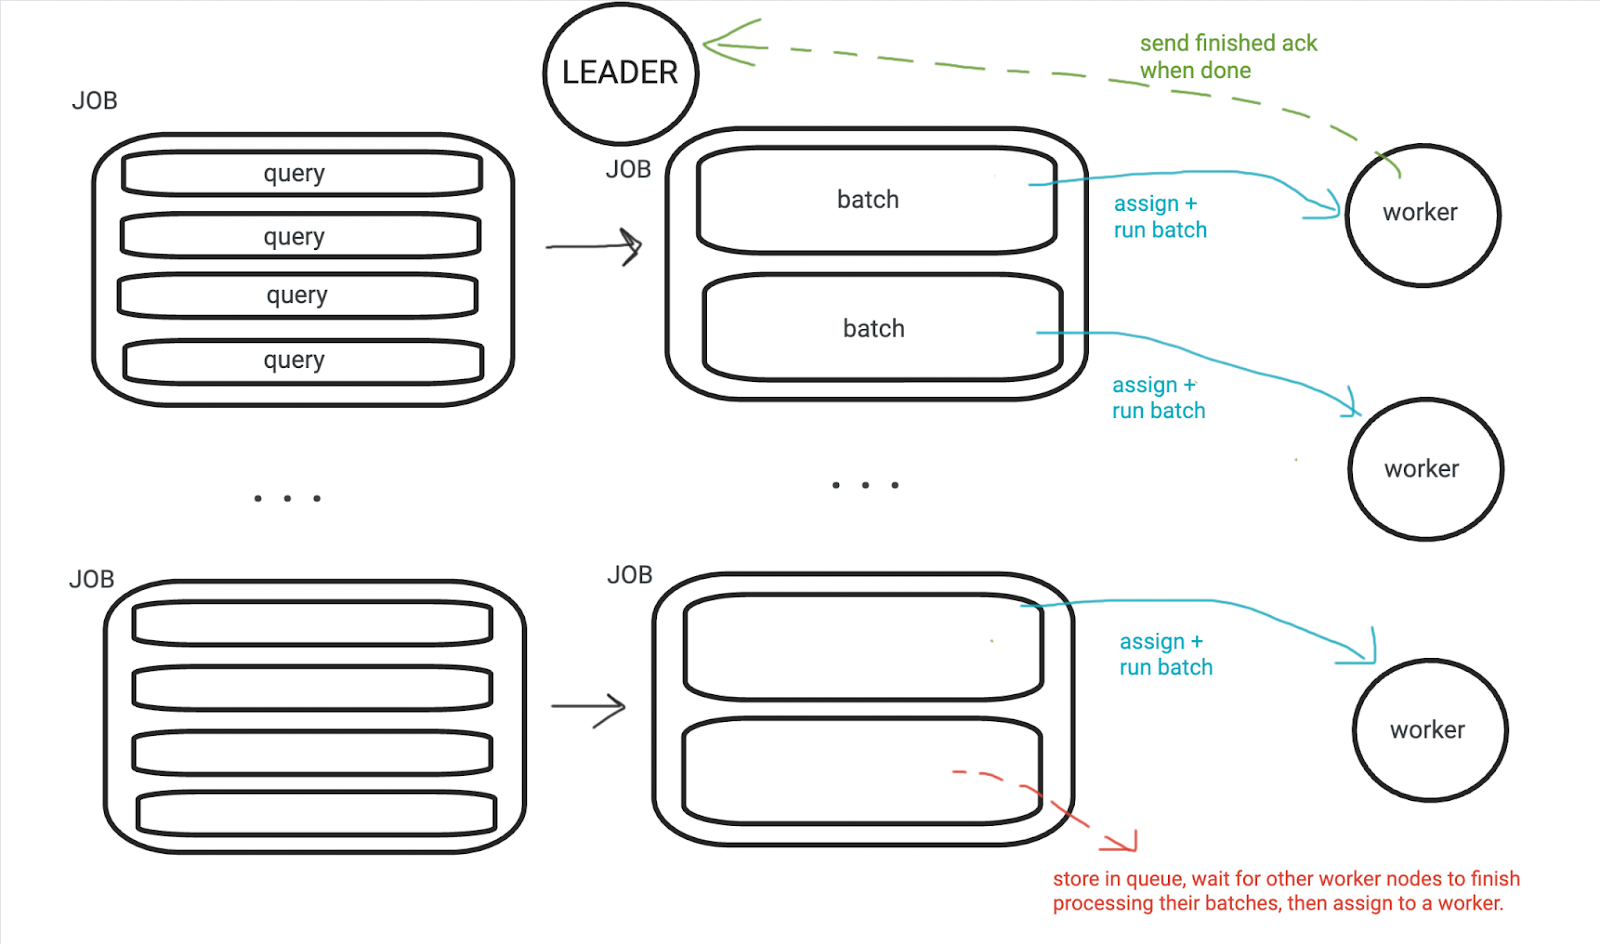 LEADER
send finished ack
when done
JOB
query
query
query
query
JOB
batch
batch
assign +
run batch
worker
assign +
run batch
worker
. . .
. . .
JOB
JOB
assign +
run batch
worker
store in queue, wait for other worker nodes to finish
processing their batches, then assign to a worker.